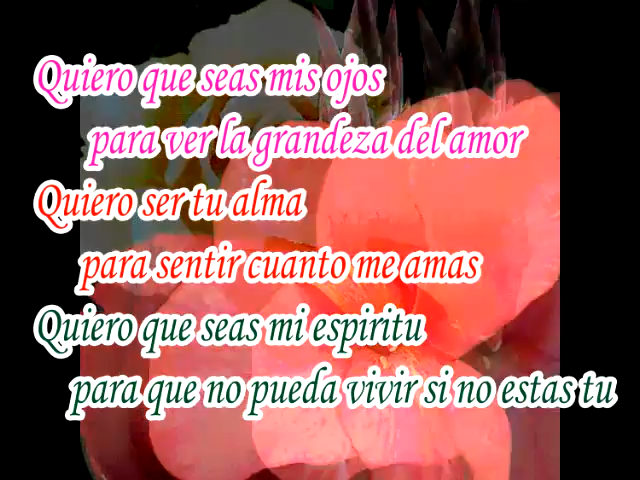 Quiero que seas mis ojos
para ver la grandeza del amor
Quiero ser tu alma
para sentir cuanto me amas
Quiero que seas mi espiritu
para que no pueda vivir si no estas tu